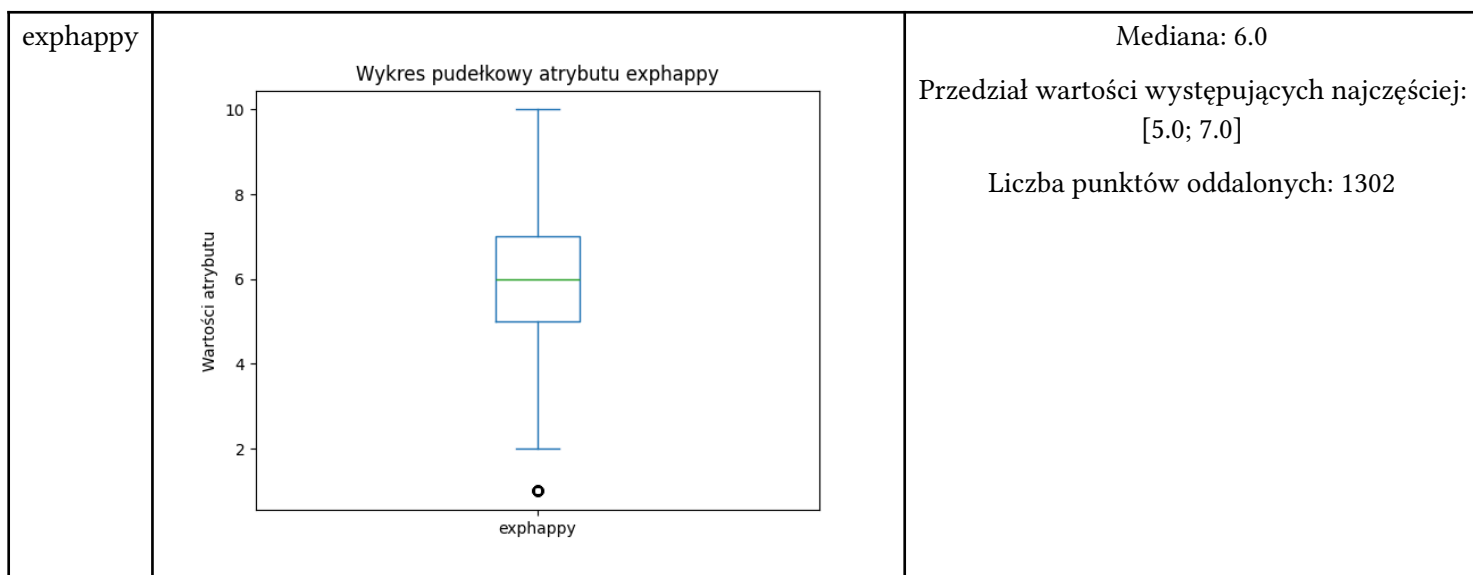 exphappy
Wykres pudełkowy atrybutu exphappy
10
8
6
4
2
Wartości atrybutu
exphappy
Mediana: 6.0
Przedział wartości występujących najczęściej:
[5.0; 7.0]
Liczba punktów oddalonych: 1302